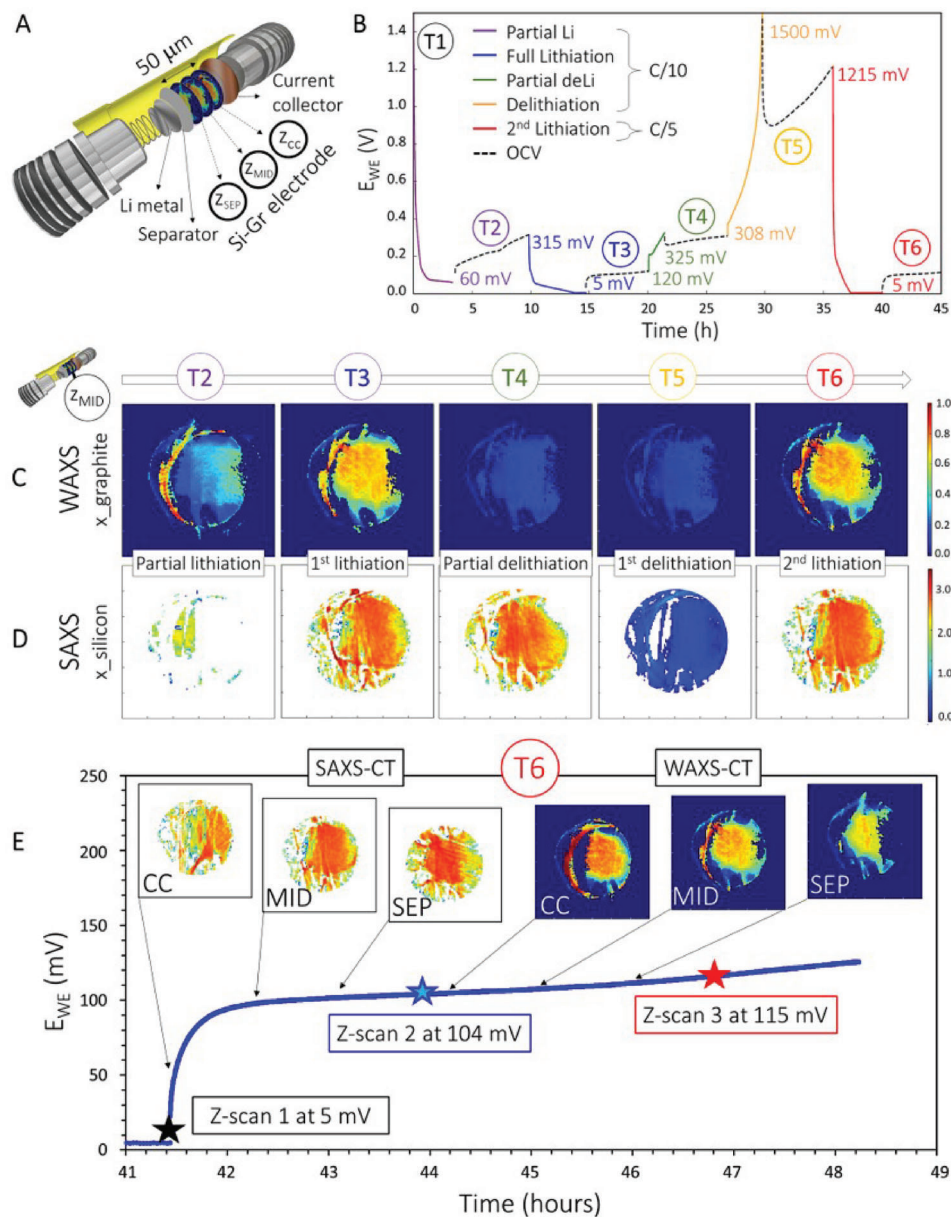 A
50 μm
Current
collector
Z_CC
Z_MID
Z_SEP
Si-Gr electrode
Li metal
Separator
B
T1
Partial Li
Full Lithiation
Partial deLi
Delithiation
2nd Lithiation
OCV
C/10
C/5
1500 mV
1215 mV
T2
T3
T4
T5
T6
60 mV
315 mV
5 mV
325 mV
120 mV
308 mV
5 mV
E_WE (V)
1.4
1.2
1.0
0.8
0.6
0.4
0.2
0.0
0 5 10 15 20 25 30 35 40 45
Time (h)
Z_MID
T2 T3 T4 T5 T6
C
WAXS
x_graphite
1.0
0.8
0.6
0.4
0.2
0.0
Partial lithiation
1st lithiation
Partial delithiation
1st delithiation
2nd lithiation
D
SAXS
x_silicon
3.0
2.0
1.0
0.0
E
SAXS-CT
T6
WAXS-CT
CC
MID
SEP
CC
MID
SEP
Z-scan 1 at 5 mV
Z-scan 2 at 104 mV
Z-scan 3 at 115 mV
E_WE (mV)
250
200
150
100
50
0
41 42 43 44 45 46 47 48 49
Time (hours)